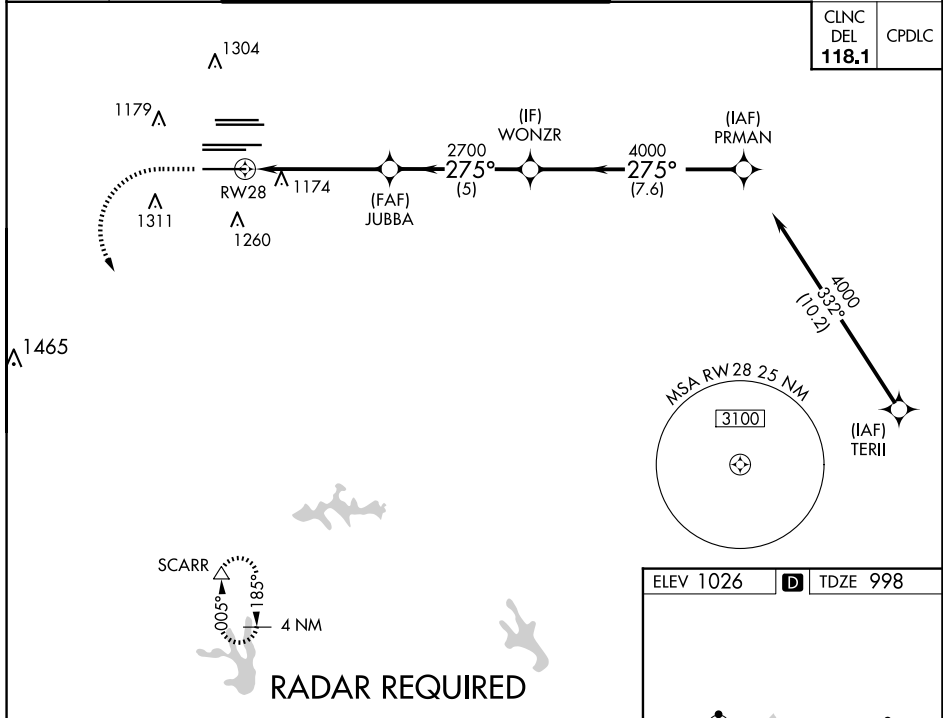 CLNC
DEL
118.1
CPDLC
1304
1179
(IF)
WONZR
(IAF)
PRMAN
2700
275°
(5)
4000
275°
(7.6)
RW28
1174
(FAF)
JUBBA
1311
1260
4000
332°
(10.2)
1465
MSA RW 28 25 NM
3100
(IAF)
TERII
SCARR
005°
185°
4 NM
ELEV 1026 D TDZE 998
RADAR REQUIRED